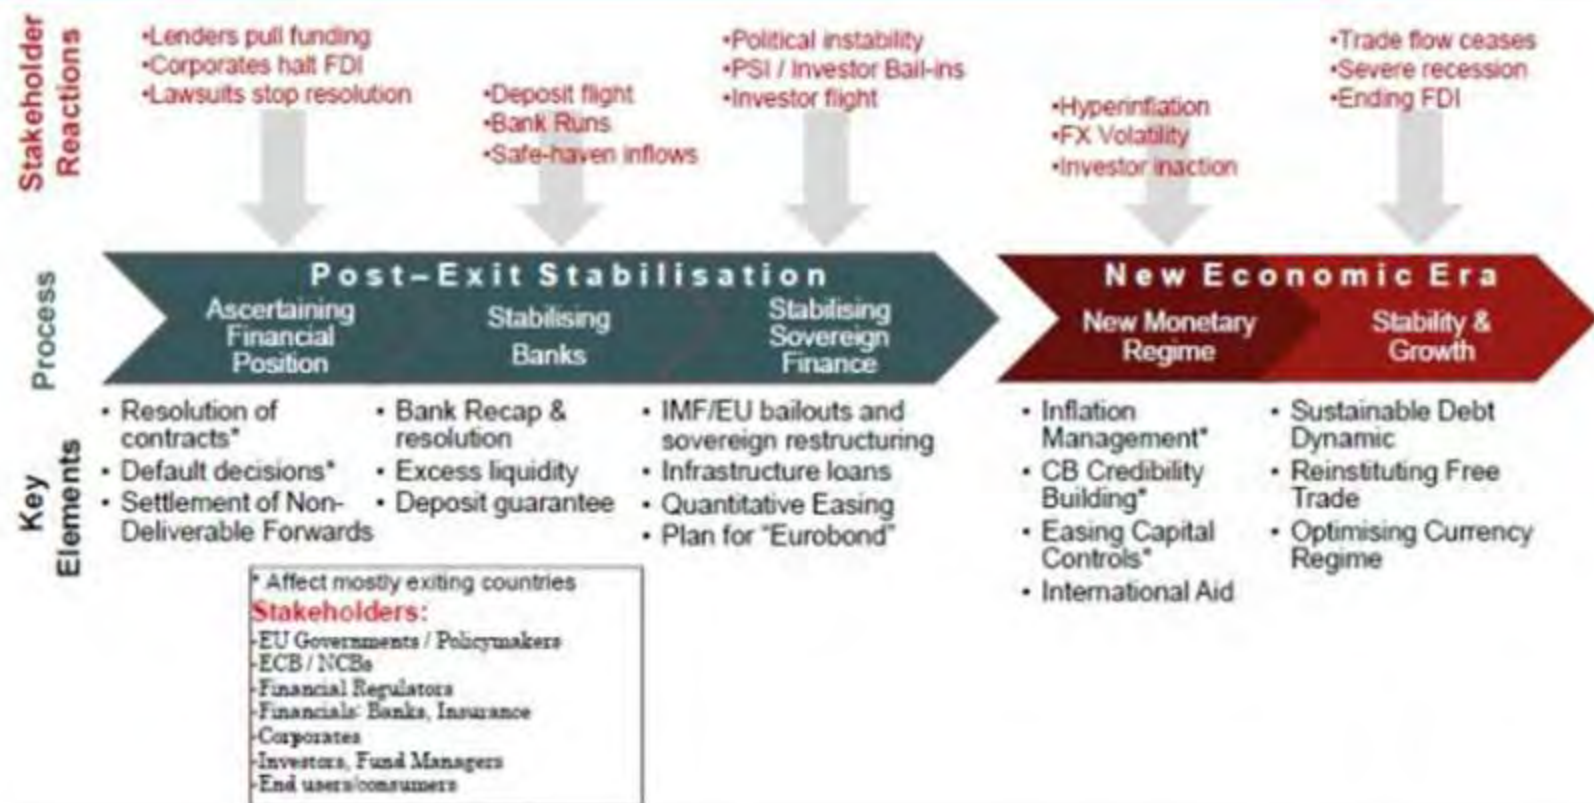 Stakeholder
Reactions
•Lenders pull funding
•Corporates halt FDI
•Lawsuits stop resolution
•Deposit flight
•Bank Runs
•Safe-haven inflows
•Political instability
•PSI / Investor Bail-ins
•Investor flight
•Hyperinflation
•FX Volatility
•Investor inaction
•Trade flow ceases
•Severe recession
•Ending FDI
Process
Post–Exit Stabilisation
Ascertaining
Financial
Position
Stabilising
Banks
Stabilising
Sovereign
Finance
New Economic Era
New Monetary
Regime
Stability &
Growth
Key
Elements
• Resolution of
contracts*
• Default decisions*
• Settlement of Non-
Deliverable Forwards
• Bank Recap &
resolution
• Excess liquidity
• Deposit guarantee
• IMF/EU bailouts and
sovereign restructuring
• Infrastructure loans
• Quantitative Easing
• Plan for "Eurobond"
• Inflation
Management*
• CB Credibility
Building*
• Easing Capital
Controls*
• International Aid
• Sustainable Debt
Dynamic
• Reinstituting Free
Trade
• Optimising Currency
Regime
* Affect mostly exiting countries
Stakeholders:
-EU Governments / Policymakers
-ECB / NCBs
-Financial Regulators
-Financials: Banks, Insurance
-Corporates
-Investors, Fund Managers
-End users/consumers